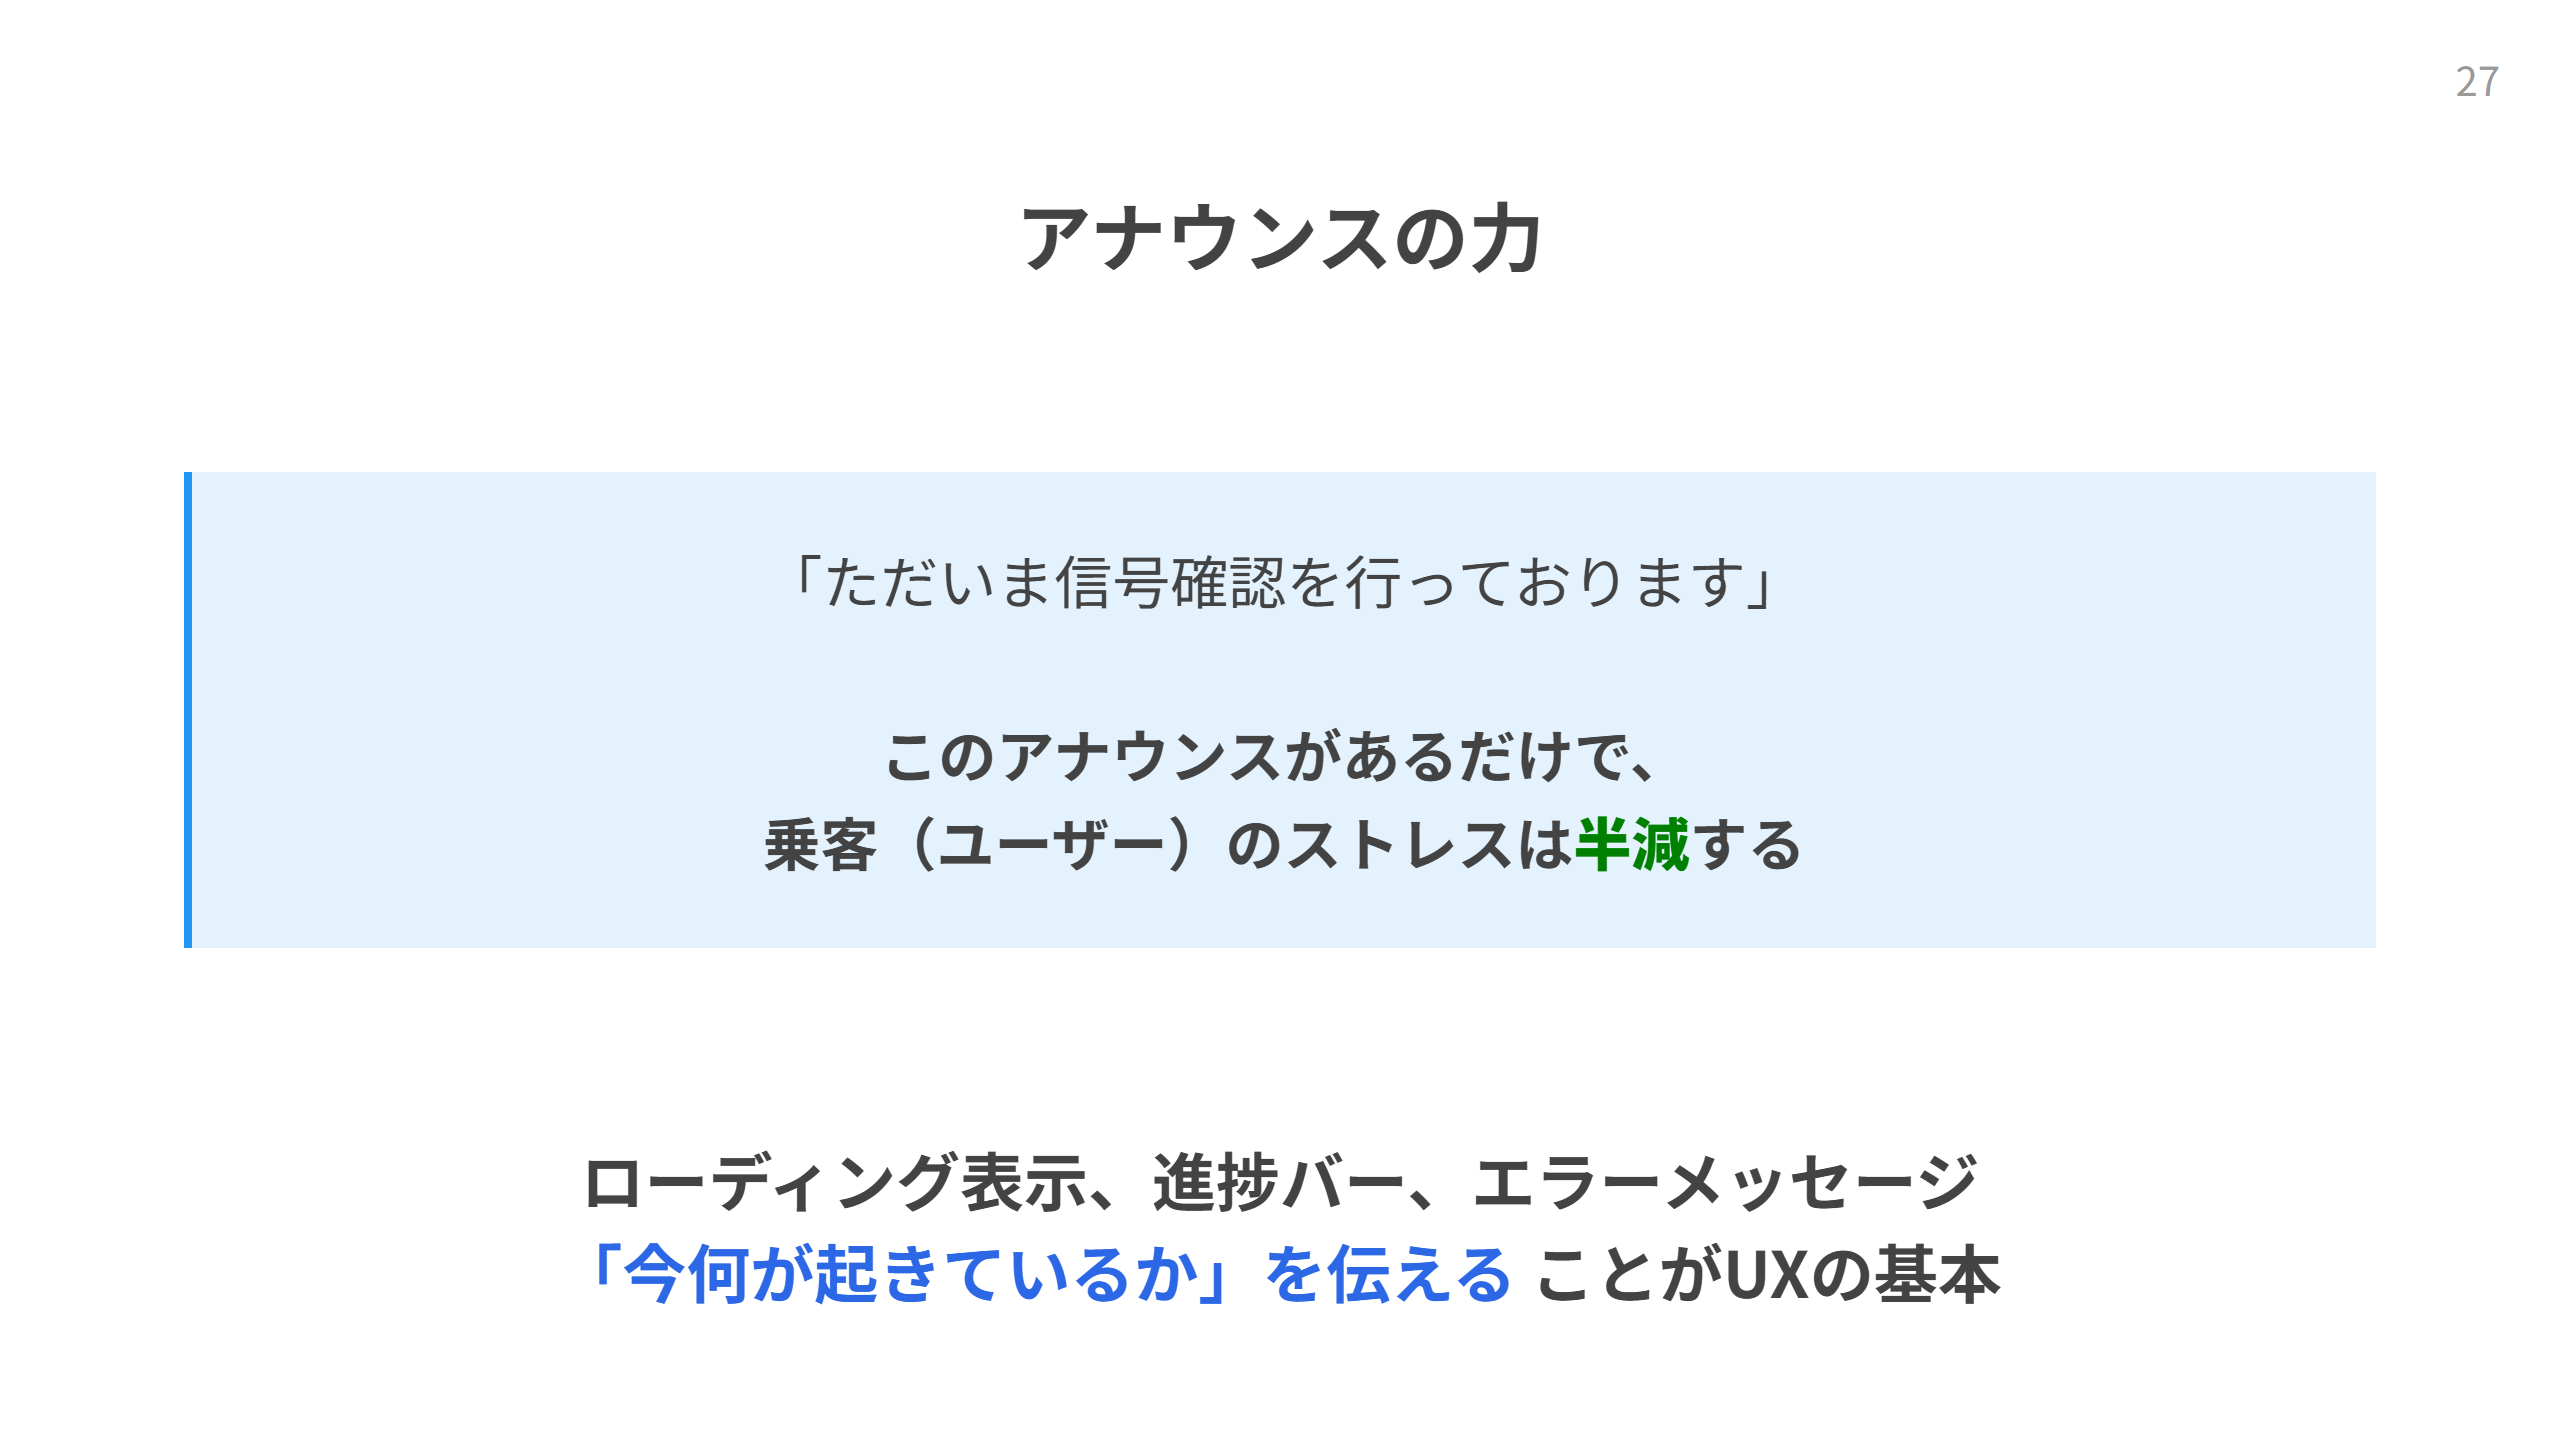 27
アナウンスの力
「ただいま信号確認を行っております」
このアナウンスがあるだけで、
乗客（ユーザー）のストレスは半減する
ローディング表示、進捗バー、エラーメッセージ
「今何が起きているか」を伝える ことがUXの基本